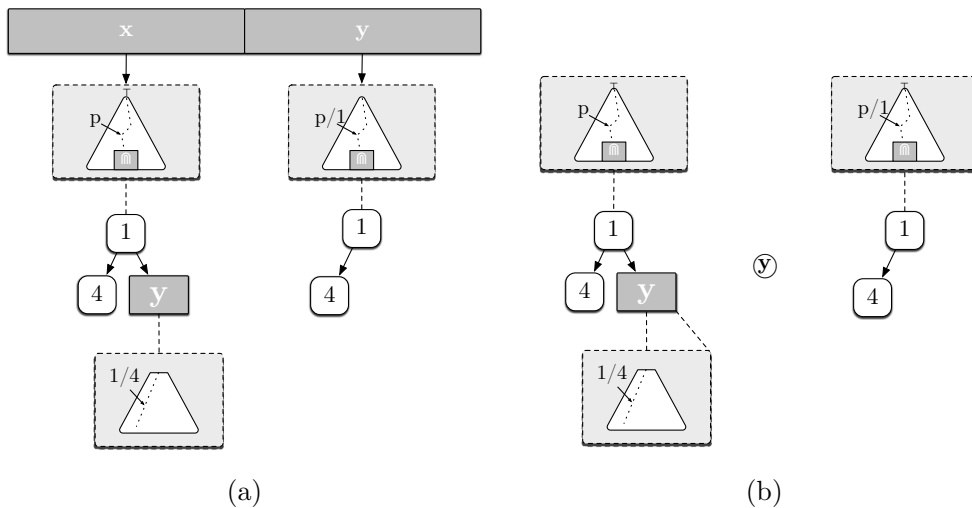 x y
p p/1 p p/1
⋒ ⋒ ⋒ ⋒
1 1 1 1
4 y 4 4 y ⓨ 4
1/4 1/4
(a) (b)